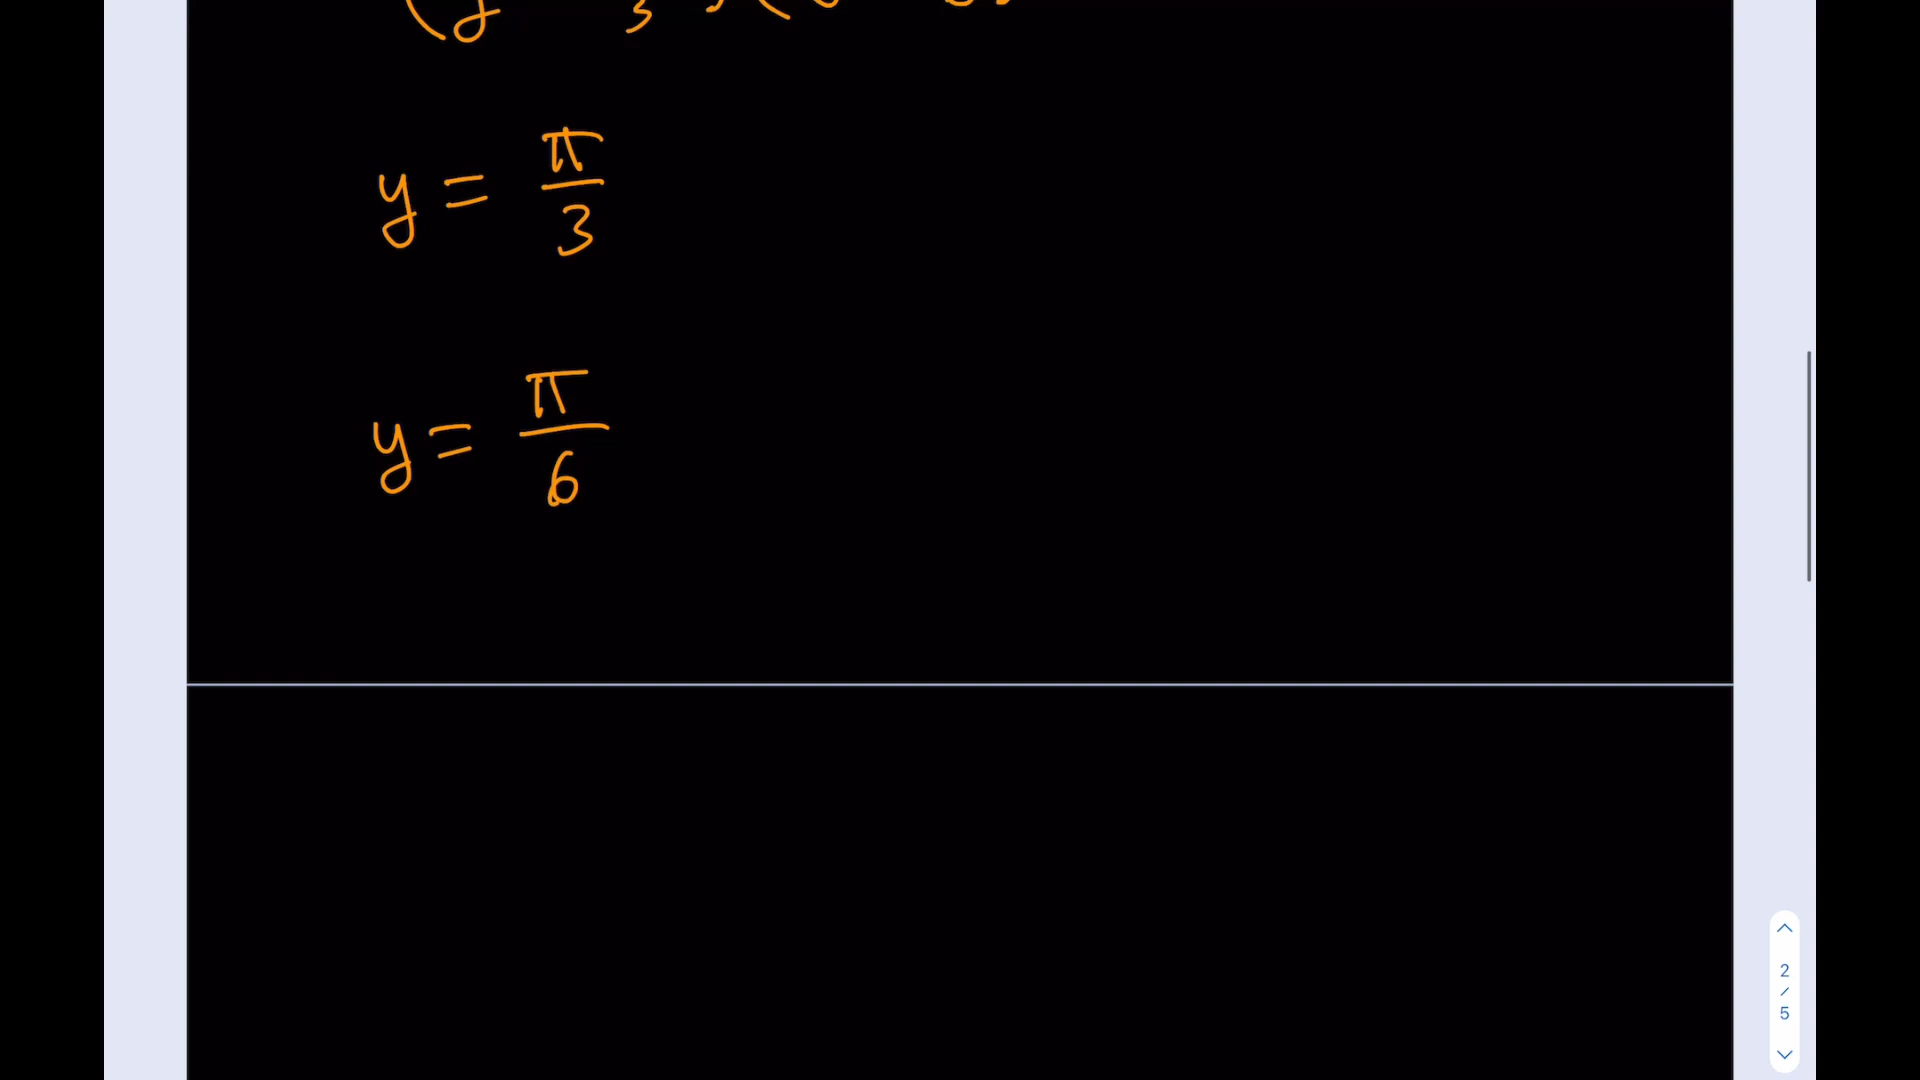 y = π/3
y = π/6
2
/
5